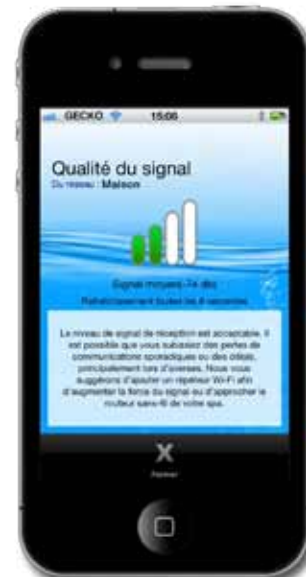 GECKO 15:06
Qualité du signal
Du réseau : Maison
Signal moyen:-74 db
Rafraîchissement toutes les 8 secondes
Le niveau de signal de réception est acceptable. Il
est possible que vous subissiez des pertes de
communications sporadiques ou des délais,
principalement lors d'averses. Nous vous
suggérons d'ajouter un répéteur Wi-Fi afin
d'augmenter la force du signal ou d'approcher le
routeur sans-fil de votre spa.
Fermer